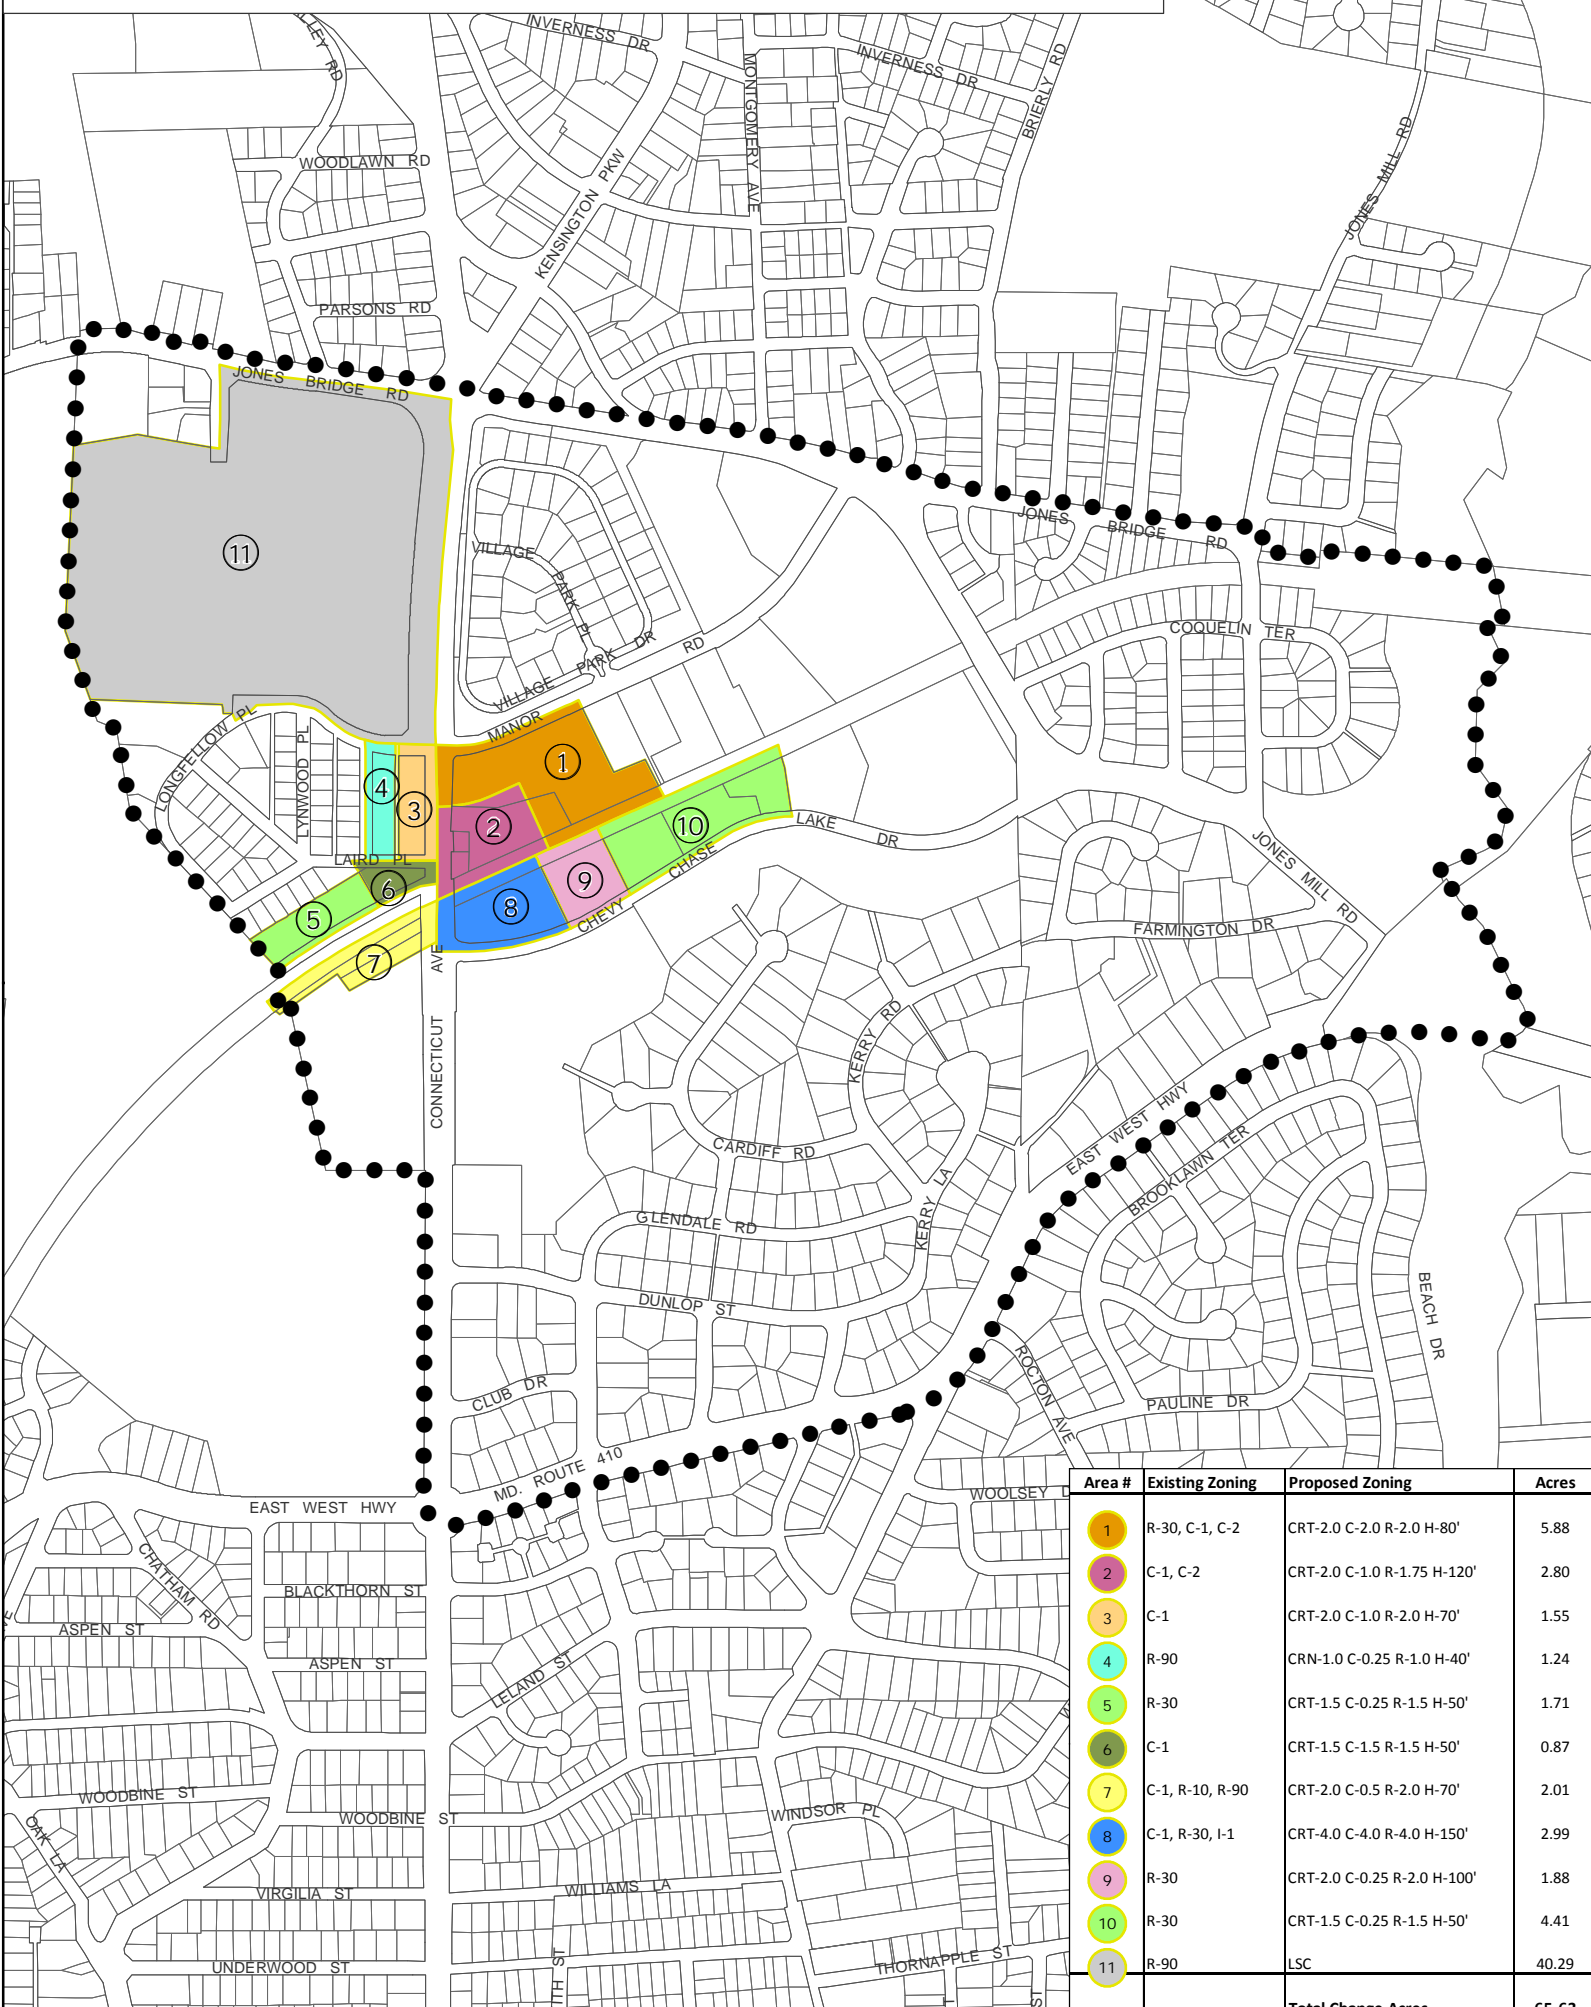 INVERNESS DR
INVERNESS DR
MONTGOMERY AVE
BRIERLY RD
WOODLAWN RD
KENSINGTON PKW
JONES MILL RD
PARSONS RD
JONES BRIDGE RD
11
JONES BRIDGE RD
VILLAGE PARK PL
COQUELIN TER
VILLAGE PARK DR
MANOR RD
LONGFELLOW PL
LYNWOOD PL
1
4
3
2
10
LAKE DR
LAIRD PL
CHEVY CHASE
6
9
8
5
7
JONES MILL RD
FARMINGTON DR
CONNECTICUT AVE
KERRY RD
CARDIFF RD
EAST WEST HWY
BROOKLAWN TER
KERRY LA
GLENDALE RD
DUNLOP ST
BEACH DR
ROCTON AVE
CLUB DR
PAULINE DR
MD. ROUTE 410
WOOLSEY
EAST WEST HWY
CHATHAM RD
BLACKTHORN ST
ASPEN ST
ASPEN ST
LELAND ST
WOODBINE ST
WOODBINE ST
WINDSOR PL
OAK LA
VIRGILIA ST
WILLIAMS LA
UNDERWOOD ST
THORNAPPLE ST
ST
Area # Existing Zoning Proposed Zoning Acres
1 R-30, C-1, C-2 CRT-2.0 C-2.0 R-2.0 H-80' 5.88
2 C-1, C-2 CRT-2.0 C-1.0 R-1.75 H-120' 2.80
3 C-1 CRT-2.0 C-1.0 R-2.0 H-70' 1.55
4 R-90 CRN-1.0 C-0.25 R-1.0 H-40' 1.24
5 R-30 CRT-1.5 C-0.25 R-1.5 H-50' 1.71
6 C-1 CRT-1.5 C-1.5 R-1.5 H-50' 0.87
7 C-1, R-10, R-90 CRT-2.0 C-0.5 R-2.0 H-70' 2.01
8 C-1, R-30, I-1 CRT-4.0 C-4.0 R-4.0 H-150' 2.99
9 R-30 CRT-2.0 C-0.25 R-2.0 H-100' 1.88
10 R-30 CRT-1.5 C-0.25 R-1.5 H-50' 4.41
11 R-90 LSC 40.29
Total Change Acres 65.63